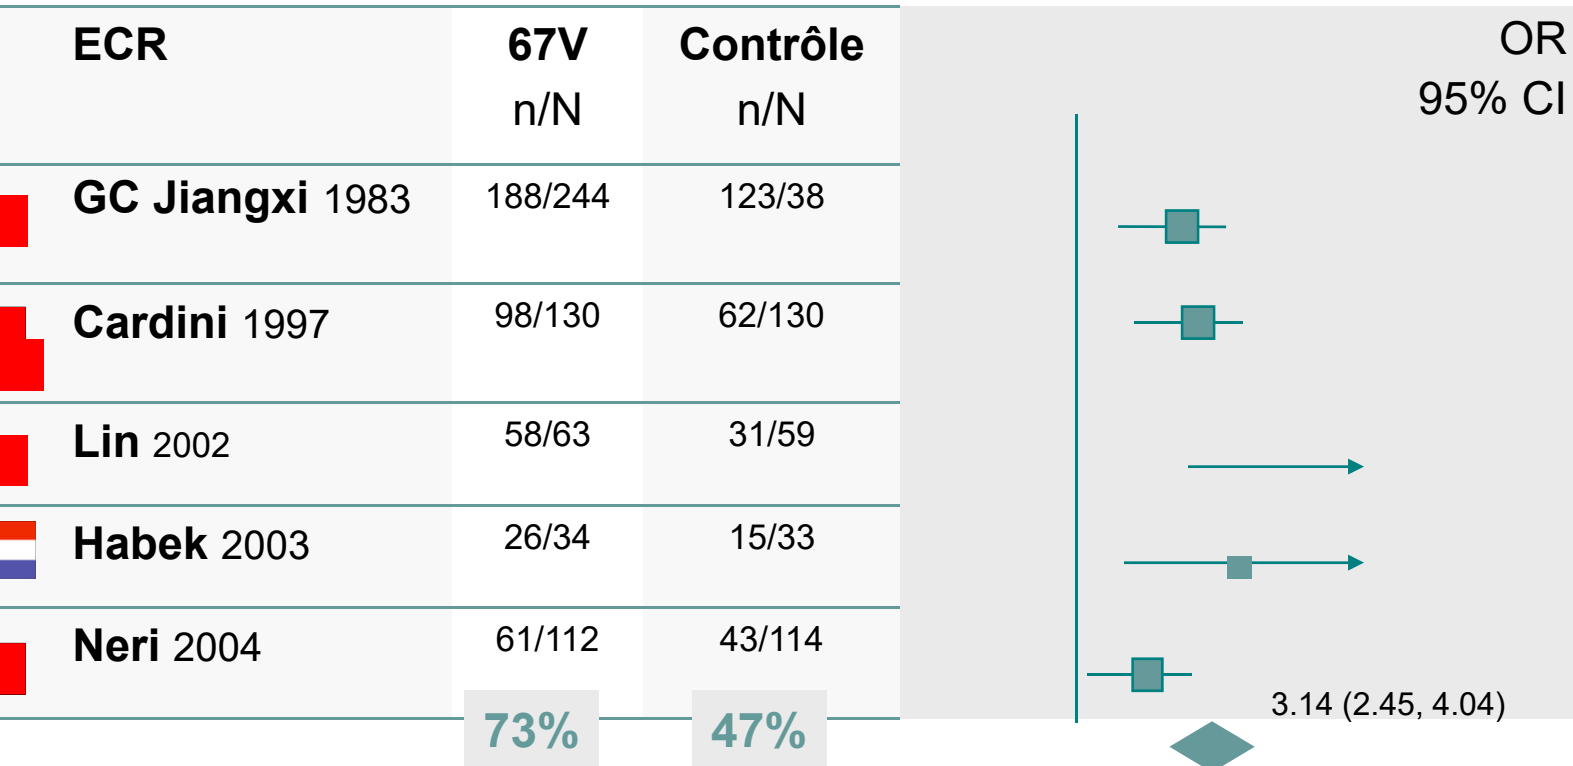 ECR 67V Contrôle OR
n/N n/N 95% CI
GC Jiangxi 1983 188/244 123/38
Cardini 1997 98/130 62/130
Lin 2002 58/63 31/59
Habek 2003 26/34 15/33
Neri 2004 61/112 43/114
3.14 (2.45, 4.04)
73% 47%